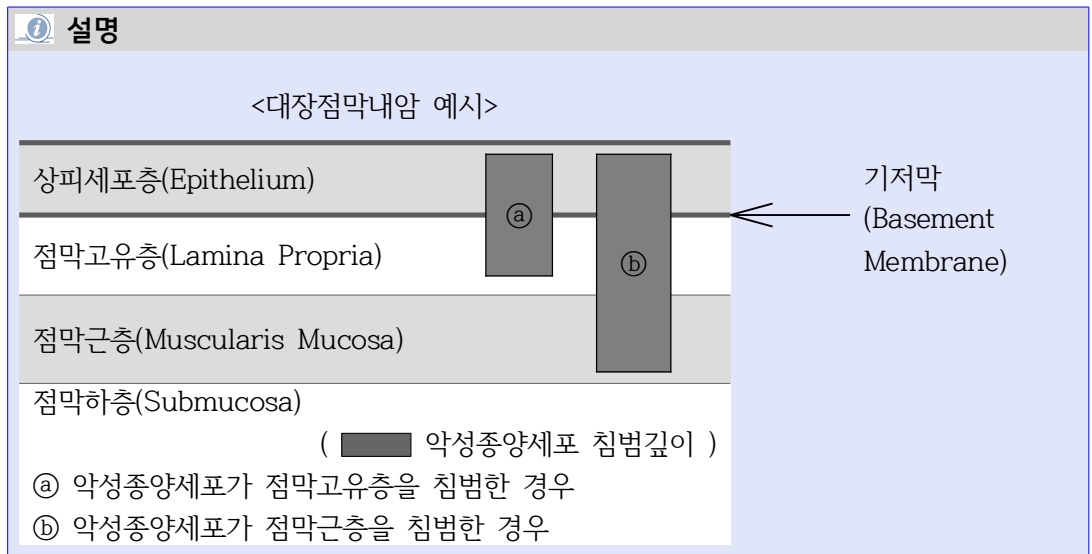 설명
<대장점막내암 예시>
상피세포층(Epithelium)
ⓐ
기저막
(Basement
Membrane)
점막고유층(Lamina Propria)
ⓑ
점막근층(Muscularis Mucosa)
점막하층(Submucosa)
( 악성종양세포 침범깊이 )
ⓐ 악성종양세포가 점막고유층을 침범한 경우
ⓑ 악성종양세포가 점막근층을 침범한 경우